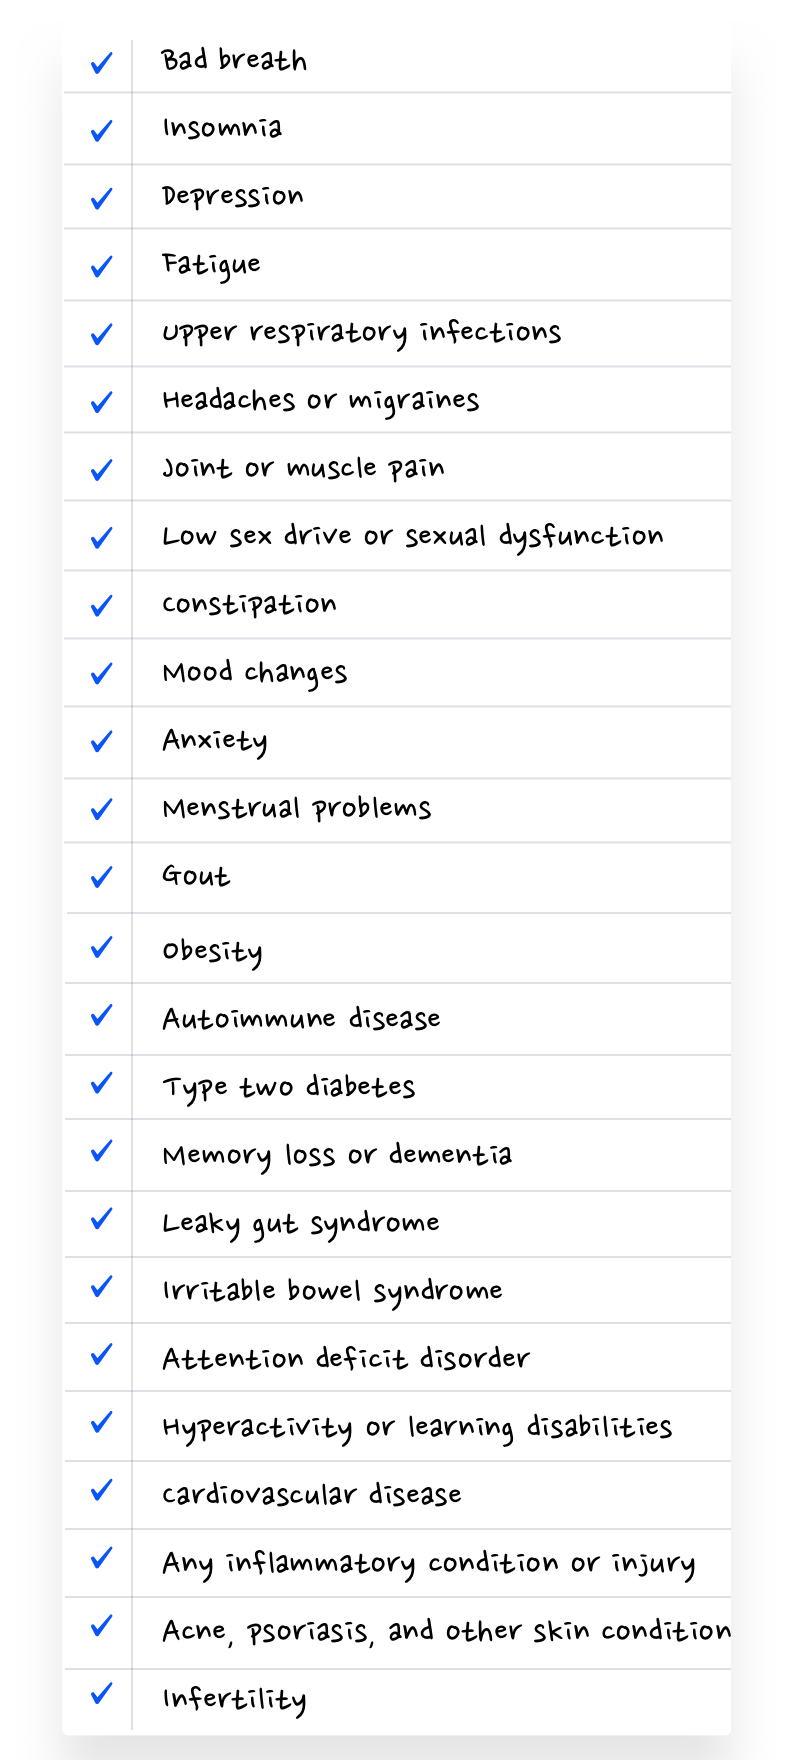 Bad breath
Insomnia
Depression
Fatigue
Upper respiratory infections
Headaches or migraines
Joint or muscle pain
Low sex drive or sexual dysfunction
Constipation
Mood changes
Anxiety
Menstrual problems
Gout
Obesity
Autoimmune disease
Type two diabetes
Memory loss or dementia
Leaky gut syndrome
Irritable bowel syndrome
Attention deficit disorder
Hyperactivity or learning disabilities
Cardiovascular disease
Any inflammatory condition or injury
Acne, psoriasis, and other skin condition
Infertility